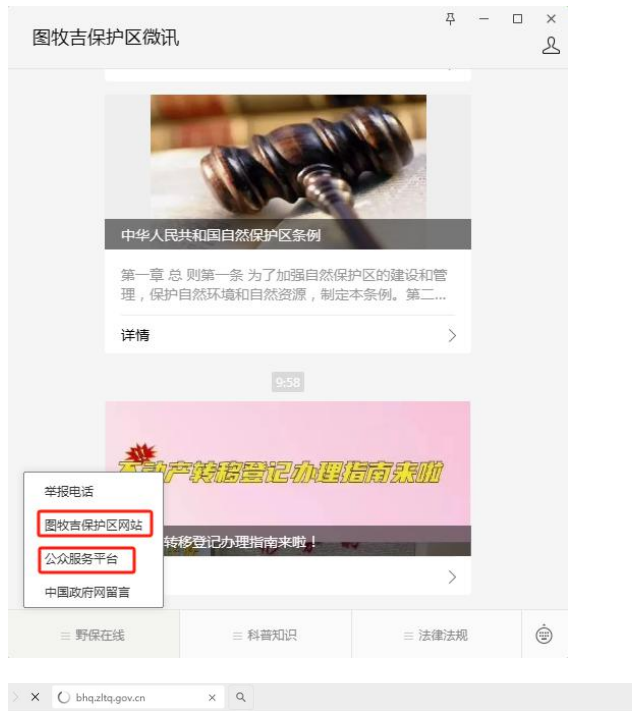 图牧吉保护区微讯
中华人民共和国自然保护区条例
第一章 总 则第一条 为了加强自然保护区的建设和管
理，保护自然环境和自然资源，制定本条例。第二...
详情
9:58
不动产转移登记办理指南来啦
转移登记办理指南来啦！
举报电话
图牧吉保护区网站
公众服务平台
中国政府网留言
野保在线
科普知识
法律法规
bhq.zltq.gov.cn